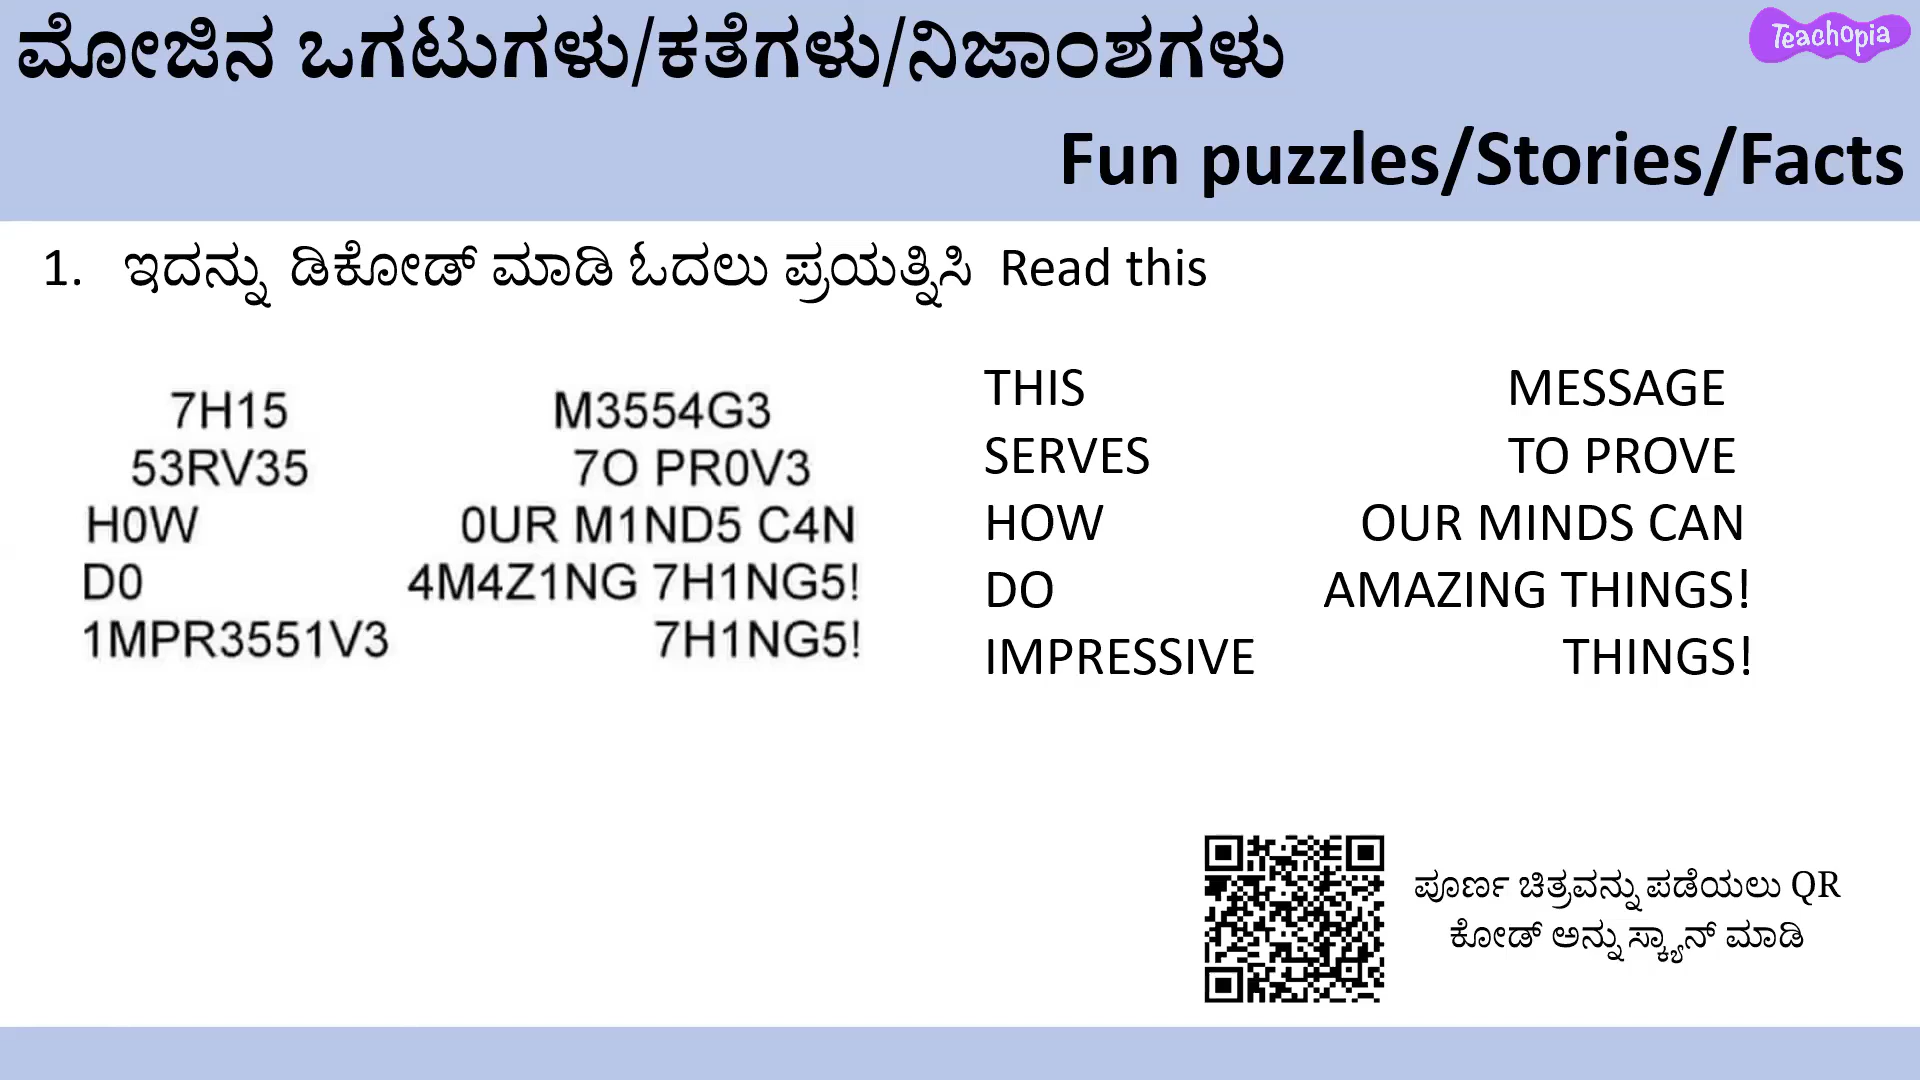 ಮೋಜಿನ ಒಗಟುಗಳು/ಕತೆಗಳು/ನಿಜಾಂಶಗಳು
Teachopia
Fun puzzles/Stories/Facts
1. ಇದನ್ನು ಡಿಕೋಡ್ ಮಾಡಿ ಓದಲು ಪ್ರಯತ್ನಿಸಿ Read this
7H15 M3554G3
53RV35 7O PR0V3
H0W 0UR M1ND5 C4N
D0 4M4Z1NG 7H1NG5!
1MPR3551V3 7H1NG5!
THIS MESSAGE
SERVES TO PROVE
HOW OUR MINDS CAN
DO AMAZING THINGS!
IMPRESSIVE THINGS!
ಪೂರ್ಣ ಚಿತ್ರವನ್ನು ಪಡೆಯಲು QR
ಕೋಡ್ ಅನ್ನು ಸ್ಕ್ಯಾನ್ ಮಾಡಿ